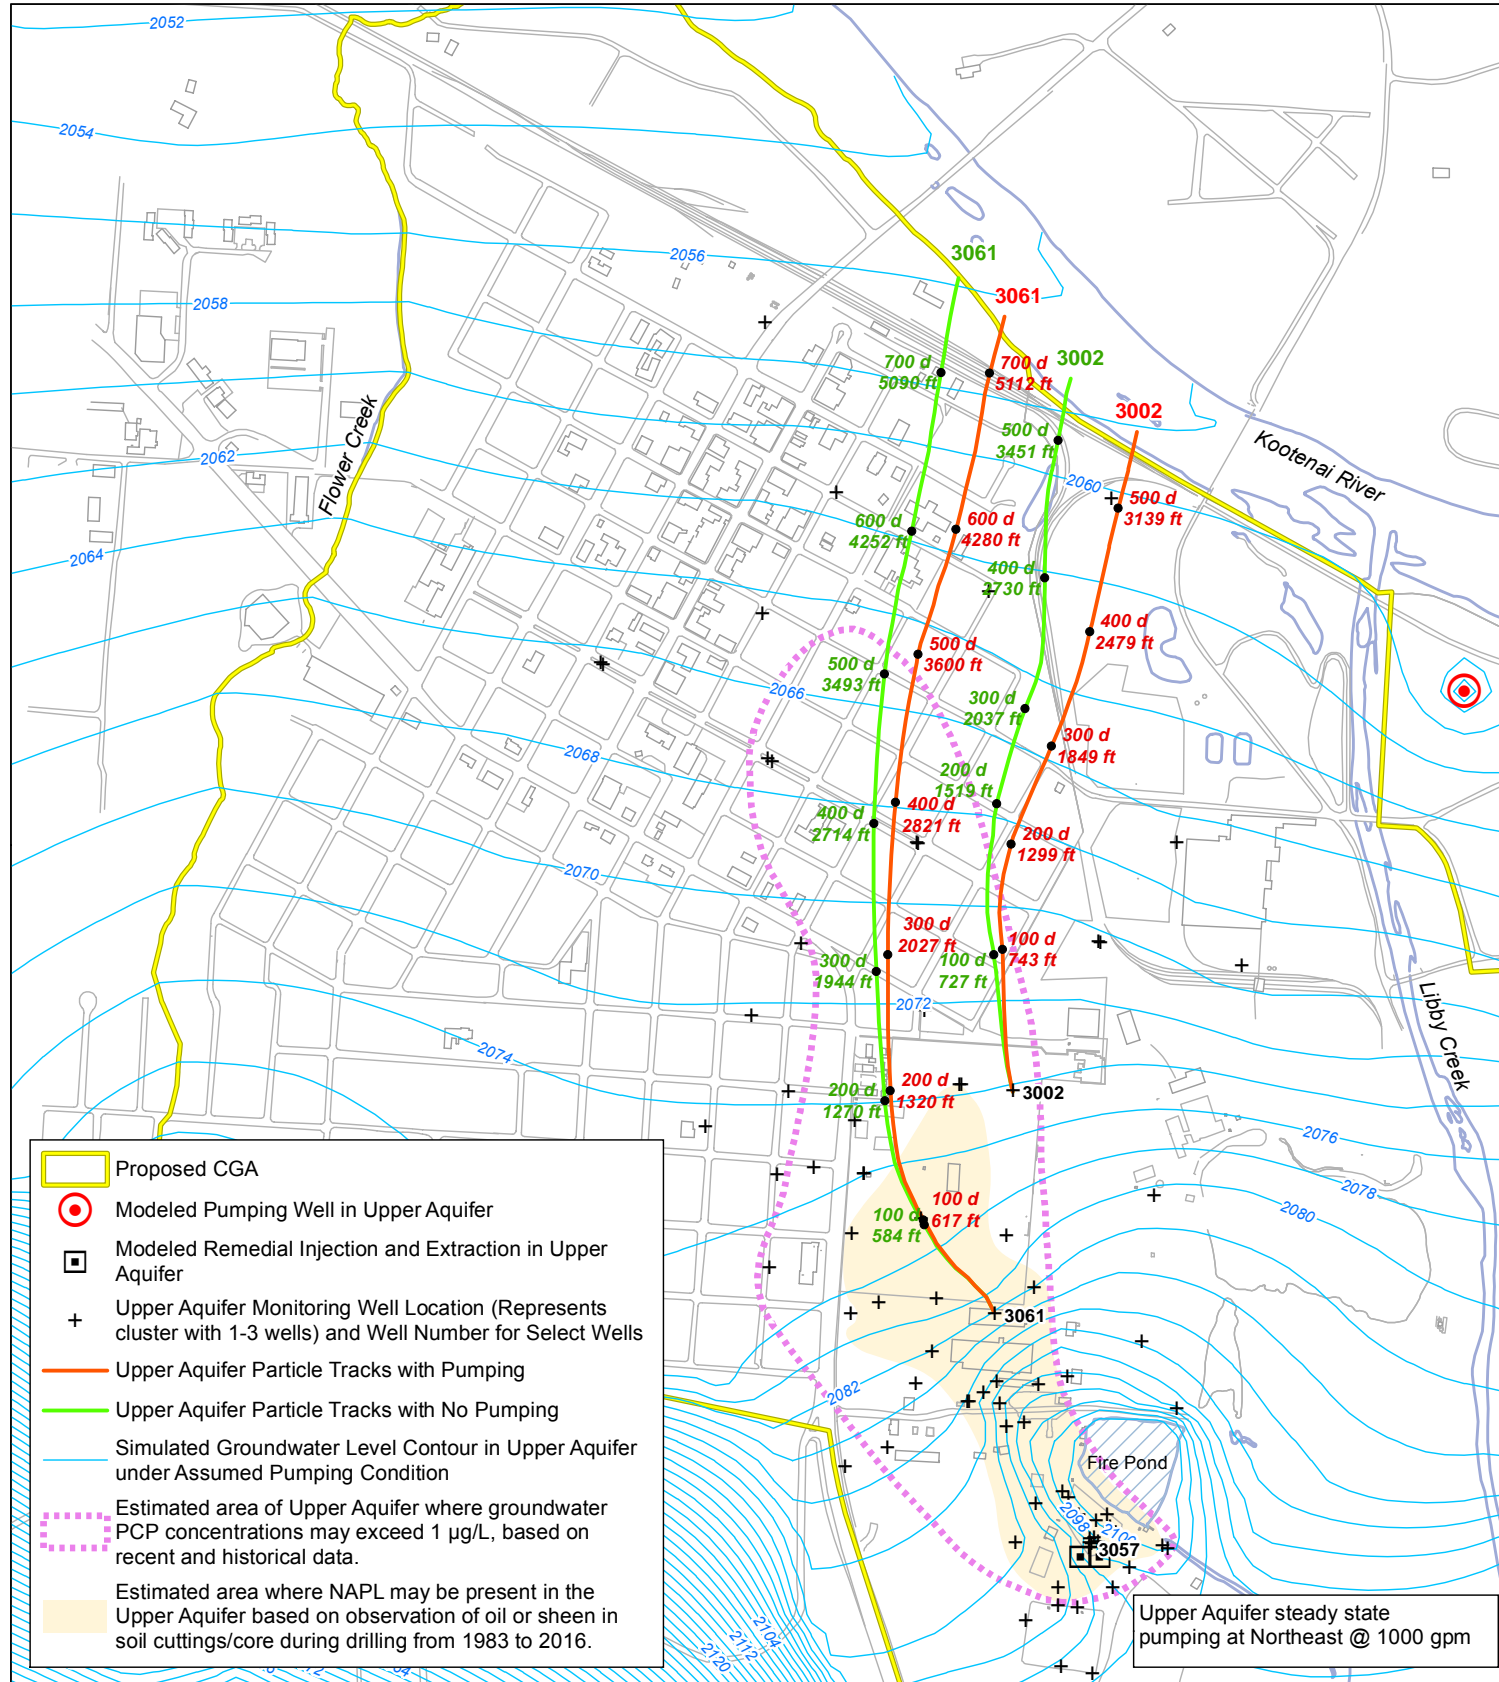 2052
2054
2056
3061
2058
3061
3002
700 d
5090 ft
700 d
5112 ft
3002
500 d
3451 ft
Kootenai River
Flower Creek
2062
2060
500 d
3139 ft
600 d
4252 ft
600 d
4280 ft
2064
400 d
2730 ft
400 d
2479 ft
500 d
3493 ft
500 d
3600 ft
2066
300 d
2037 ft
300 d
1849 ft
2068
200 d
1519 ft
400 d
2714 ft
400 d
2821 ft
200 d
1299 ft
2070
300 d
2027 ft
100 d
743 ft
300 d
1944 ft
100 d
727 ft
Libby Creek
2072
2074
200 d
1270 ft
200 d
1320 ft
3002
2076
2078
2080
100 d
584 ft
100 d
617 ft
3061
2082
Fire Pond
2098
3057
2104
2112
2120
Proposed CGA
Modeled Pumping Well in Upper Aquifer
Modeled Remedial Injection and Extraction in Upper
Aquifer
Upper Aquifer Monitoring Well Location (Represents
cluster with 1-3 wells) and Well Number for Select Wells
Upper Aquifer Particle Tracks with Pumping
Upper Aquifer Particle Tracks with No Pumping
Simulated Groundwater Level Contour in Upper Aquifer
under Assumed Pumping Condition
Estimated area of Upper Aquifer where groundwater
PCP concentrations may exceed 1 µg/L, based on
recent and historical data.
Estimated area where NAPL may be present in the
Upper Aquifer based on observation of oil or sheen in
soil cuttings/core during drilling from 1983 to 2016.
Upper Aquifer steady state
pumping at Northeast @ 1000 gpm